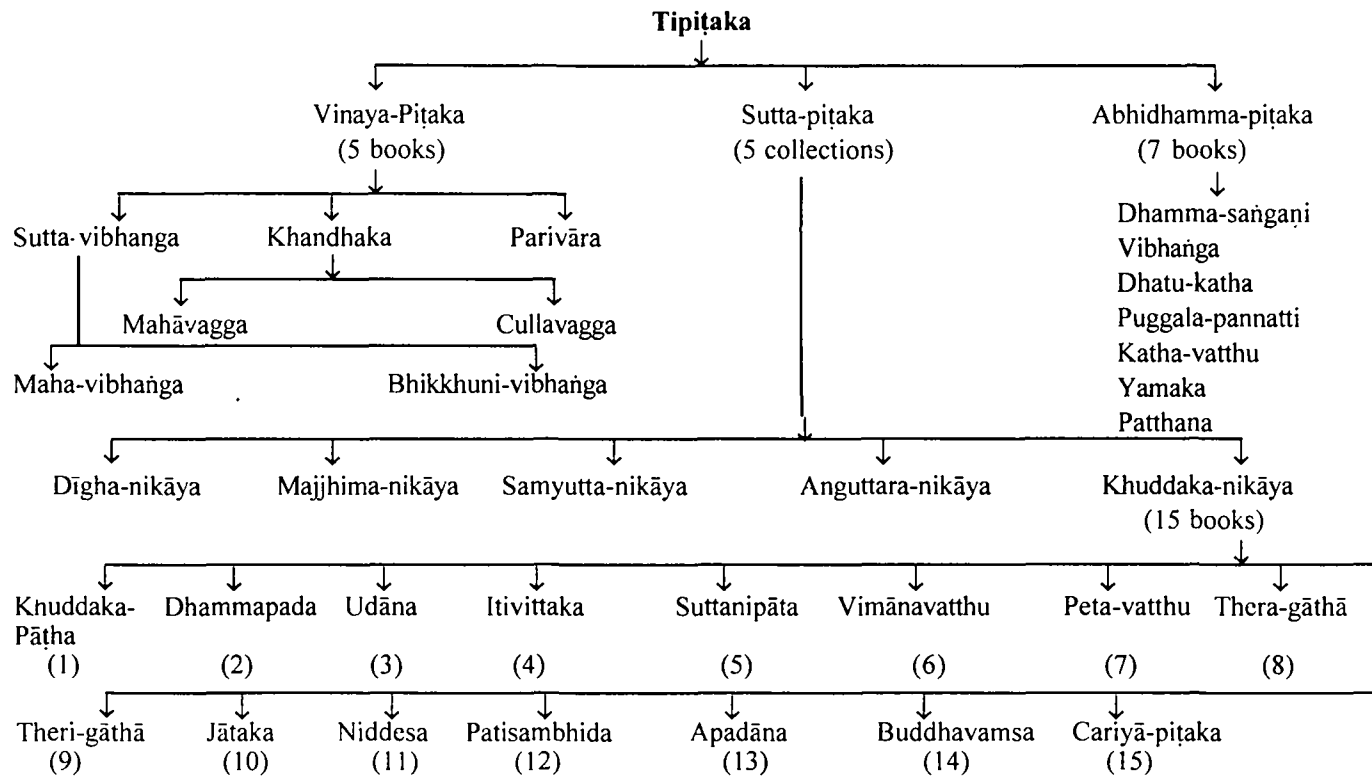 Tipiṭaka
Vinaya-Piṭaka
(5 books)
Sutta-piṭaka
(5 collections)
Abhidhamma-piṭaka
(7 books)
Sutta-vibhanga
Khandhaka
Parivāra
Dhamma-saṅgaṇi
Vibhaṅga
Dhatu-katha
Puggala-pannatti
Katha-vatthu
Yamaka
Patthana
Mahāvagga
Cullavagga
Maha-vibhaṅga
Bhikkhuni-vibhaṅga
Dīgha-nikāya
Majjhima-nikāya
Samyutta-nikāya
Anguttara-nikāya
Khuddaka-nikāya
(15 books)
Khuddaka-
Pāṭha
(1)
Dhammapada
(2)
Udāna
(3)
Itivittaka
(4)
Suttanipāta
(5)
Vimānavatthu
(6)
Peta-vatthu
(7)
Thera-gāthā
(8)
Theri-gāthā
(9)
Jātaka
(10)
Niddesa
(11)
Patisambhida
(12)
Apadāna
(13)
Buddhavamsa
(14)
Cariyā-piṭaka
(15)